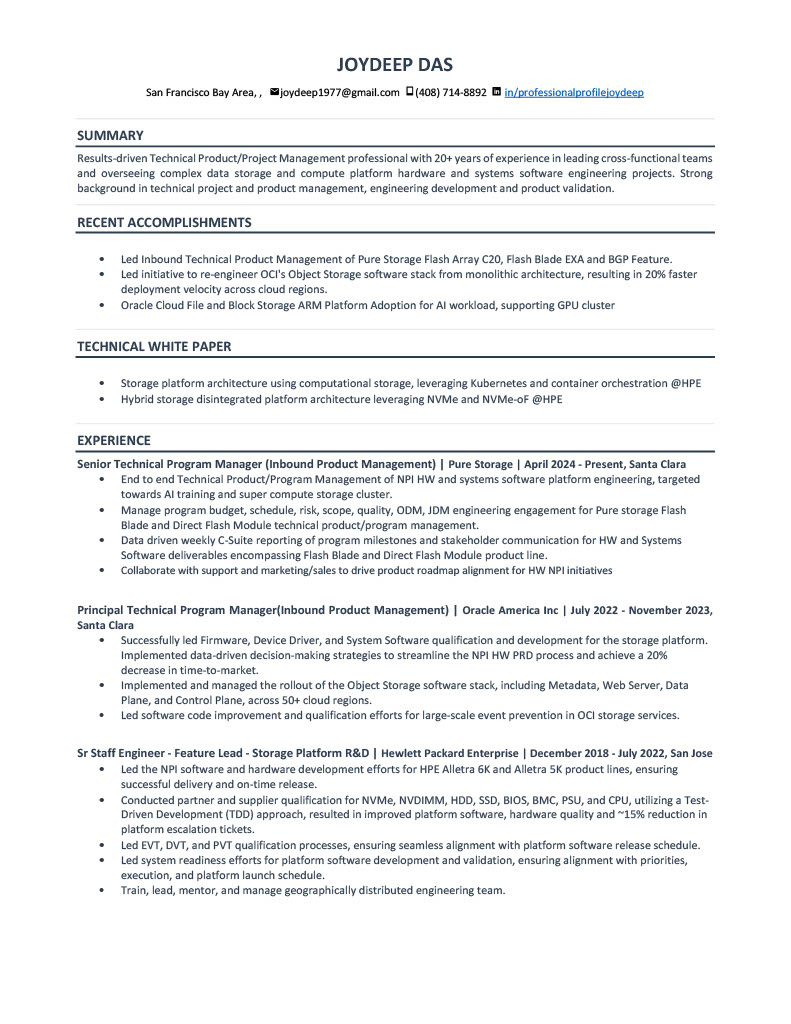 JOYDEEP DAS
San Francisco Bay Area, , joydeep1977@gmail.com (408) 714-8892 in/professionalprofilejoydeep
SUMMARY
Results-driven Technical Product/Project Management professional with 20+ years of experience in leading cross-functional teams
and overseeing complex data storage and compute platform hardware and systems software engineering projects. Strong
background in technical project and product management, engineering development and product validation.
RECENT ACCOMPLISHMENTS
• Led Inbound Technical Product Management of Pure Storage Flash Array C20, Flash Blade EXA and BGP Feature.
• Led initiative to re-engineer OCI's Object Storage software stack from monolithic architecture, resulting in 20% faster
deployment velocity across cloud regions.
• Oracle Cloud File and Block Storage ARM Platform Adoption for AI workload, supporting GPU cluster
TECHNICAL WHITE PAPER
• Storage platform architecture using computational storage, leveraging Kubernetes and container orchestration @HPE
• Hybrid storage disintegrated platform architecture leveraging NVMe and NVMe-oF @HPE
EXPERIENCE
Senior Technical Program Manager (Inbound Product Management) | Pure Storage | April 2024 - Present, Santa Clara
• End to end Technical Product/Program Management of NPI HW and systems software platform engineering, targeted
towards AI training and super compute storage cluster.
• Manage program budget, schedule, risk, scope, quality, ODM, JDM engineering engagement for Pure storage Flash
Blade and Direct Flash Module technical product/program management.
• Data driven weekly C-Suite reporting of program milestones and stakeholder communication for HW and Systems
Software deliverables encompassing Flash Blade and Direct Flash Module product line.
• Collaborate with support and marketing/sales to drive product roadmap alignment for HW NPI initiatives
Principal Technical Program Manager(Inbound Product Management) | Oracle America Inc | July 2022 - November 2023,
Santa Clara
• Successfully led Firmware, Device Driver, and System Software qualification and development for the storage platform.
Implemented data-driven decision-making strategies to streamline the NPI HW PRD process and achieve a 20%
decrease in time-to-market.
• Implemented and managed the rollout of the Object Storage software stack, including Metadata, Web Server, Data
Plane, and Control Plane, across 50+ cloud regions.
• Led software code improvement and qualification efforts for large-scale event prevention in OCI storage services.
Sr Staff Engineer - Feature Lead - Storage Platform R&D | Hewlett Packard Enterprise | December 2018 - July 2022, San Jose
• Led the NPI software and hardware development efforts for HPE Alletra 6K and Alletra 5K product lines, ensuring
successful delivery and on-time release.
• Conducted partner and supplier qualification for NVMe, NVDIMM, HDD, SSD, BIOS, BMC, PSU, and CPU, utilizing a Test-
Driven Development (TDD) approach, resulted in improved platform software, hardware quality and ~15% reduction in
platform escalation tickets.
• Led EVT, DVT, and PVT qualification processes, ensuring seamless alignment with platform software release schedule.
• Led system readiness efforts for platform software development and validation, ensuring alignment with priorities,
execution, and platform launch schedule.
• Train, lead, mentor, and manage geographically distributed engineering team.